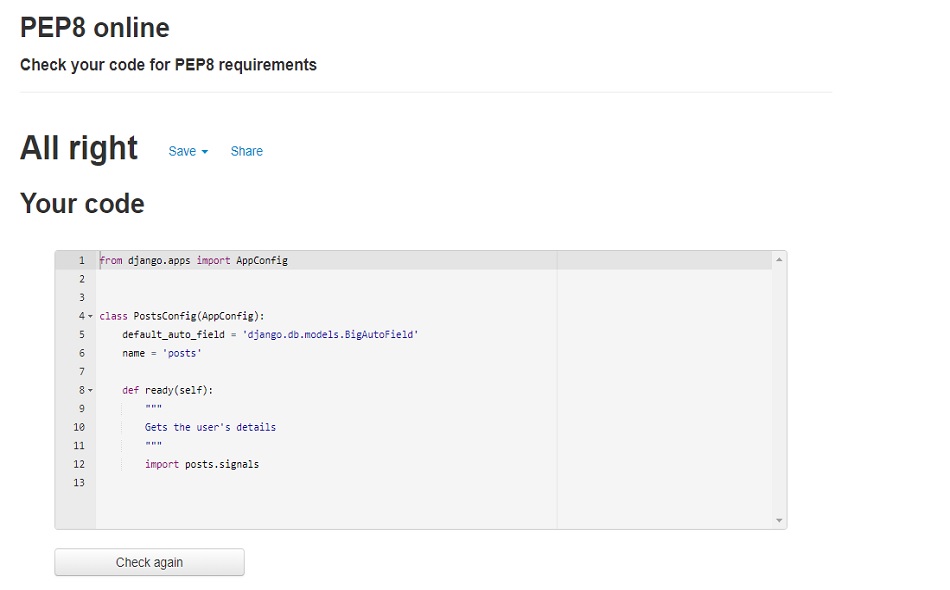 PEP8 online
Check your code for PEP8 requirements
All right Save Share
Your code
1 from django.apps import AppConfig
2
3
4 class PostsConfig(AppConfig):
5     default_auto_field = 'django.db.models.BigAutoField'
6     name = 'posts'
7
8     def ready(self):
9         """
10         Gets the user's details
11         """
12         import posts.signals
13
Check again